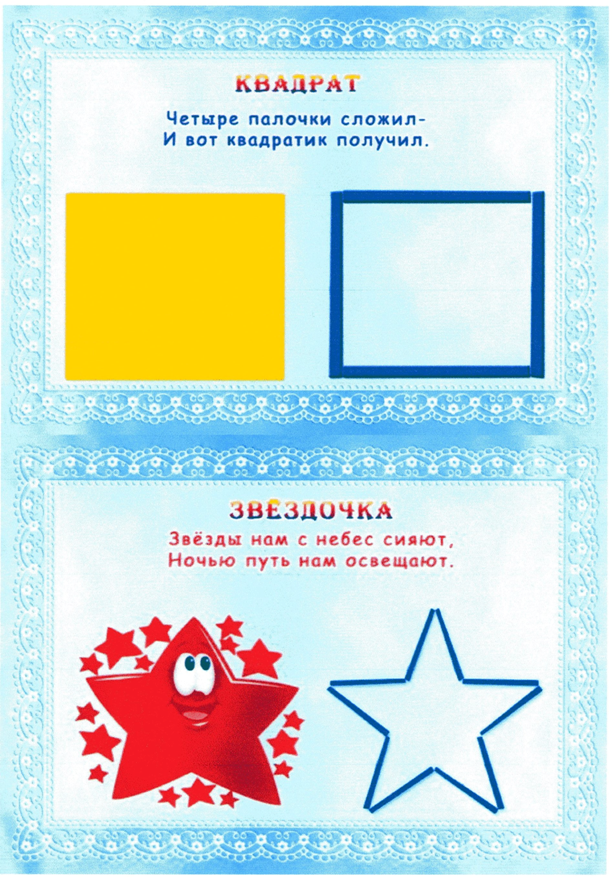 КВАДРАТ
Четыре палочки сложил-
И вот квадратик получил.
ЗВЁЗДОЧКА
Звёзды нам с небес сияют,
Ночью путь нам освещают.